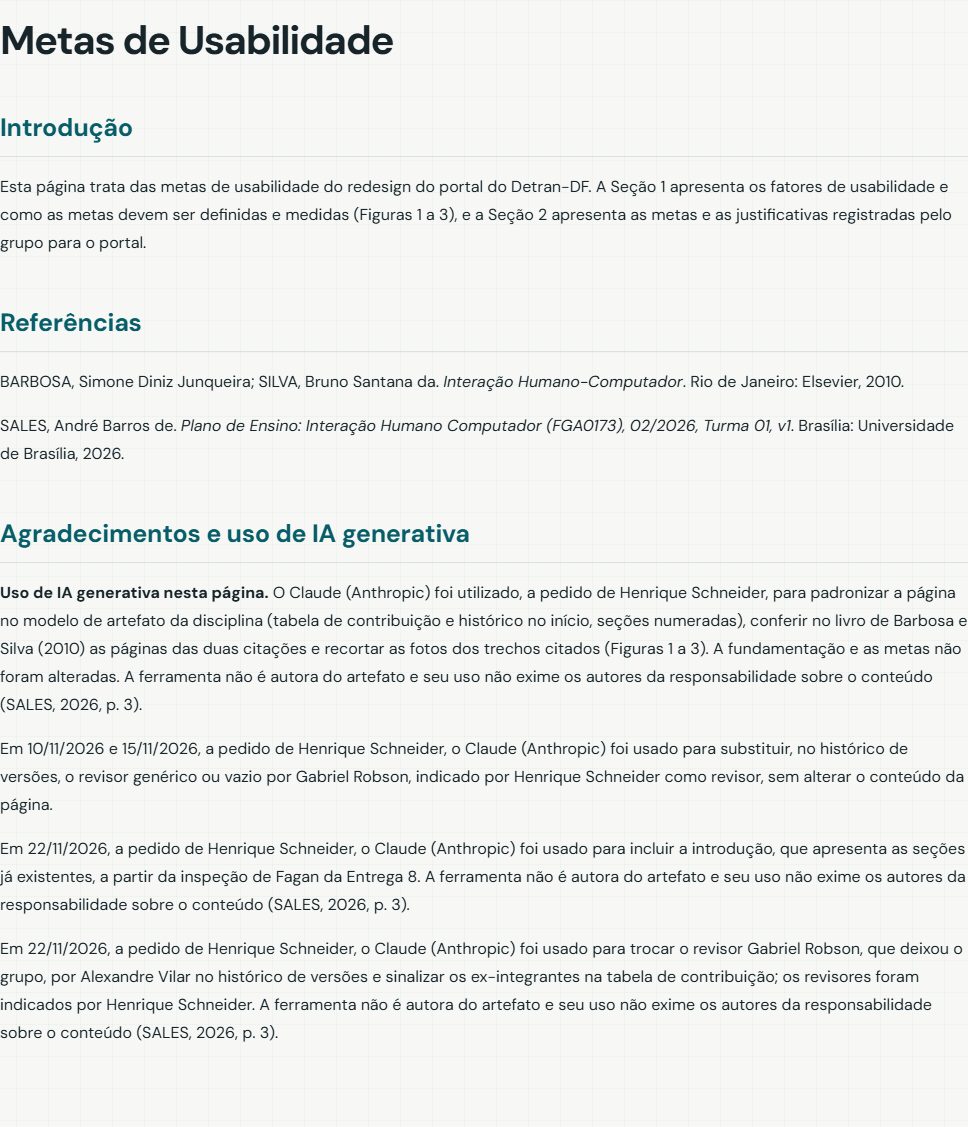 Metas de Usabilidade
Introdução
Esta página trata das metas de usabilidade do redesign do portal do Detran-DF. A Seção 1 apresenta os fatores de usabilidade e
como as metas devem ser definidas e medidas (Figuras 1 a 3), e a Seção 2 apresenta as metas e as justificativas registradas pelo
grupo para o portal.
Referências
BARBOSA, Simone Diniz Junqueira; SILVA, Bruno Santana da. Interação Humano-Computador. Rio de Janeiro: Elsevier, 2010.
SALES, André Barros de. Plano de Ensino: Interação Humano Computador (FGA0173), 02/2026, Turma 01, v1. Brasília: Universidade
de Brasília, 2026.
Agradecimentos e uso de IA generativa
Uso de IA generativa nesta página. O Claude (Anthropic) foi utilizado, a pedido de Henrique Schneider, para padronizar a página
no modelo de artefato da disciplina (tabela de contribuição e histórico no início, seções numeradas), conferir no livro de Barbosa e
Silva (2010) as páginas das duas citações e recortar as fotos dos trechos citados (Figuras 1 a 3). A fundamentação e as metas não
foram alteradas. A ferramenta não é autora do artefato e seu uso não exime os autores da responsabilidade sobre o conteúdo
(SALES, 2026, p. 3).
Em 10/11/2026 e 15/11/2026, a pedido de Henrique Schneider, o Claude (Anthropic) foi usado para substituir, no histórico de
versões, o revisor genérico ou vazio por Gabriel Robson, indicado por Henrique Schneider como revisor, sem alterar o conteúdo da
página.
Em 22/11/2026, a pedido de Henrique Schneider, o Claude (Anthropic) foi usado para incluir a introdução, que apresenta as seções
já existentes, a partir da inspeção de Fagan da Entrega 8. A ferramenta não é autora do artefato e seu uso não exime os autores da
responsabilidade sobre o conteúdo (SALES, 2026, p. 3).
Em 22/11/2026, a pedido de Henrique Schneider, o Claude (Anthropic) foi usado para trocar o revisor Gabriel Robson, que deixou o
grupo, por Alexandre Vilar no histórico de versões e sinalizar os ex-integrantes na tabela de contribuição; os revisores foram
indicados por Henrique Schneider. A ferramenta não é autora do artefato e seu uso não exime os autores da responsabilidade
sobre o conteúdo (SALES, 2026, p. 3).